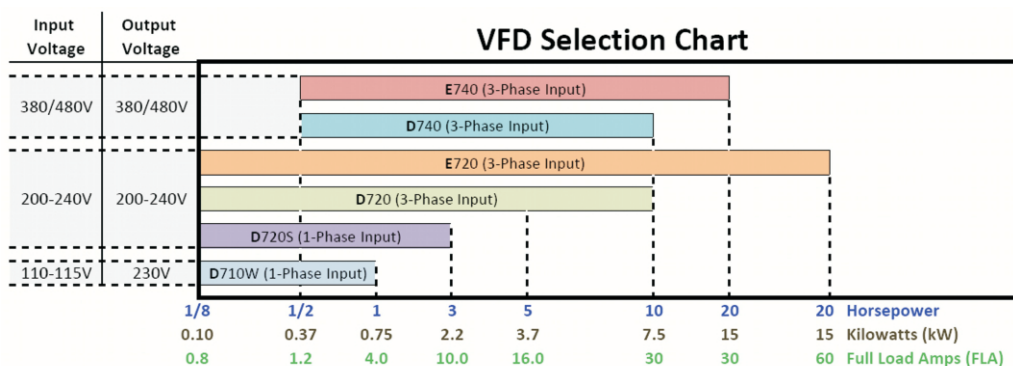 Input Voltage
Output Voltage
VFD Selection Chart
380/480V
380/480V
E740 (3-Phase Input)
D740 (3-Phase Input)
200-240V
200-240V
E720 (3-Phase Input)
D720 (3-Phase Input)
D720S (1-Phase Input)
110-115V
230V
D710W (1-Phase Input)
1/8 1/2 1 3 5 10 20 20 Horsepower
0.10 0.37 0.75 2.2 3.7 7.5 15 15 Kilowatts (kW)
0.8 1.2 4.0 10.0 16.0 30 30 60 Full Load Amps (FLA)